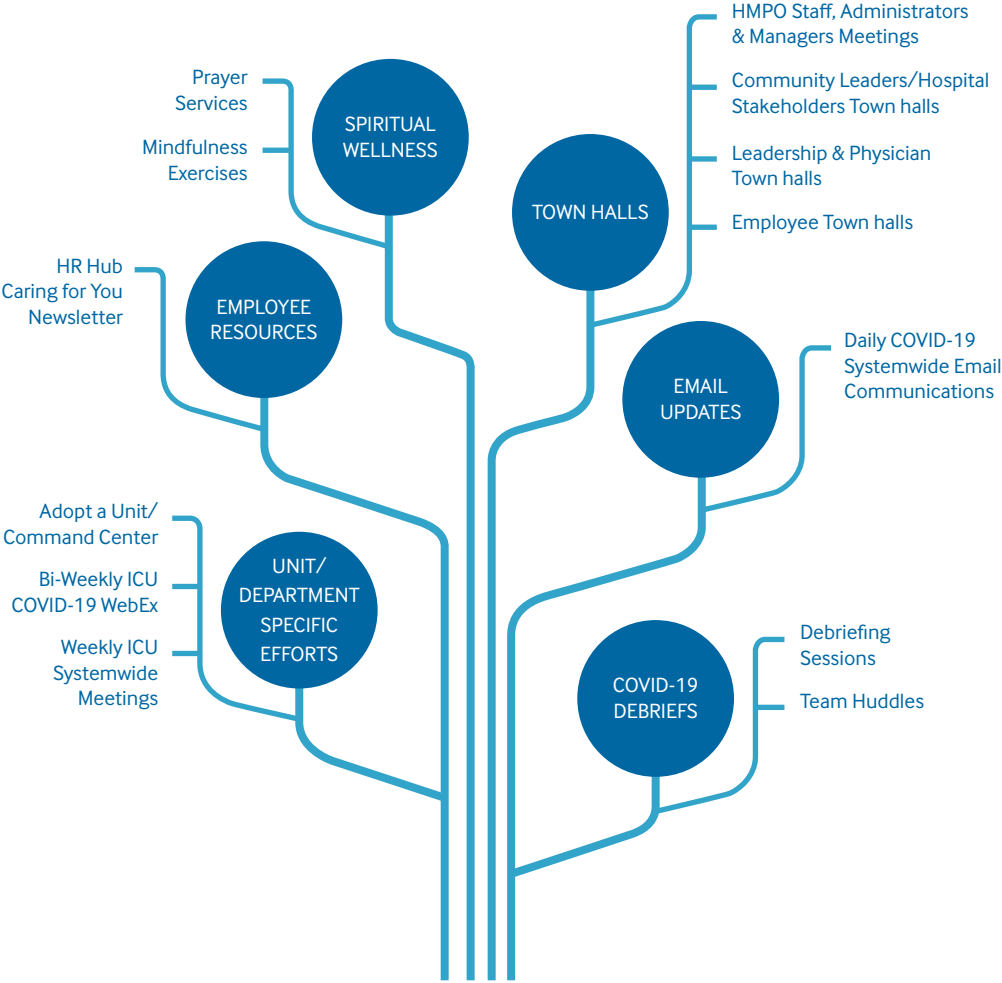 Prayer
Services
Mindfulness
Exercises
SPIRITUAL
WELLNESS
HR Hub
Caring for You
Newsletter
EMPLOYEE
RESOURCES
Adopt a Unit/
Command Center
Bi-Weekly ICU
COVID-19 WebEx
Weekly ICU
Systemwide
Meetings
UNIT/
DEPARTMENT
SPECIFIC
EFFORTS
TOWN HALLS
HMPO Staff, Administrators
& Managers Meetings
Community Leaders/Hospital
Stakeholders Town halls
Leadership & Physician
Town halls
Employee Town halls
EMAIL
UPDATES
Daily COVID-19
Systemwide Email
Communications
COVID-19
DEBRIEFS
Debriefing
Sessions
Team Huddles